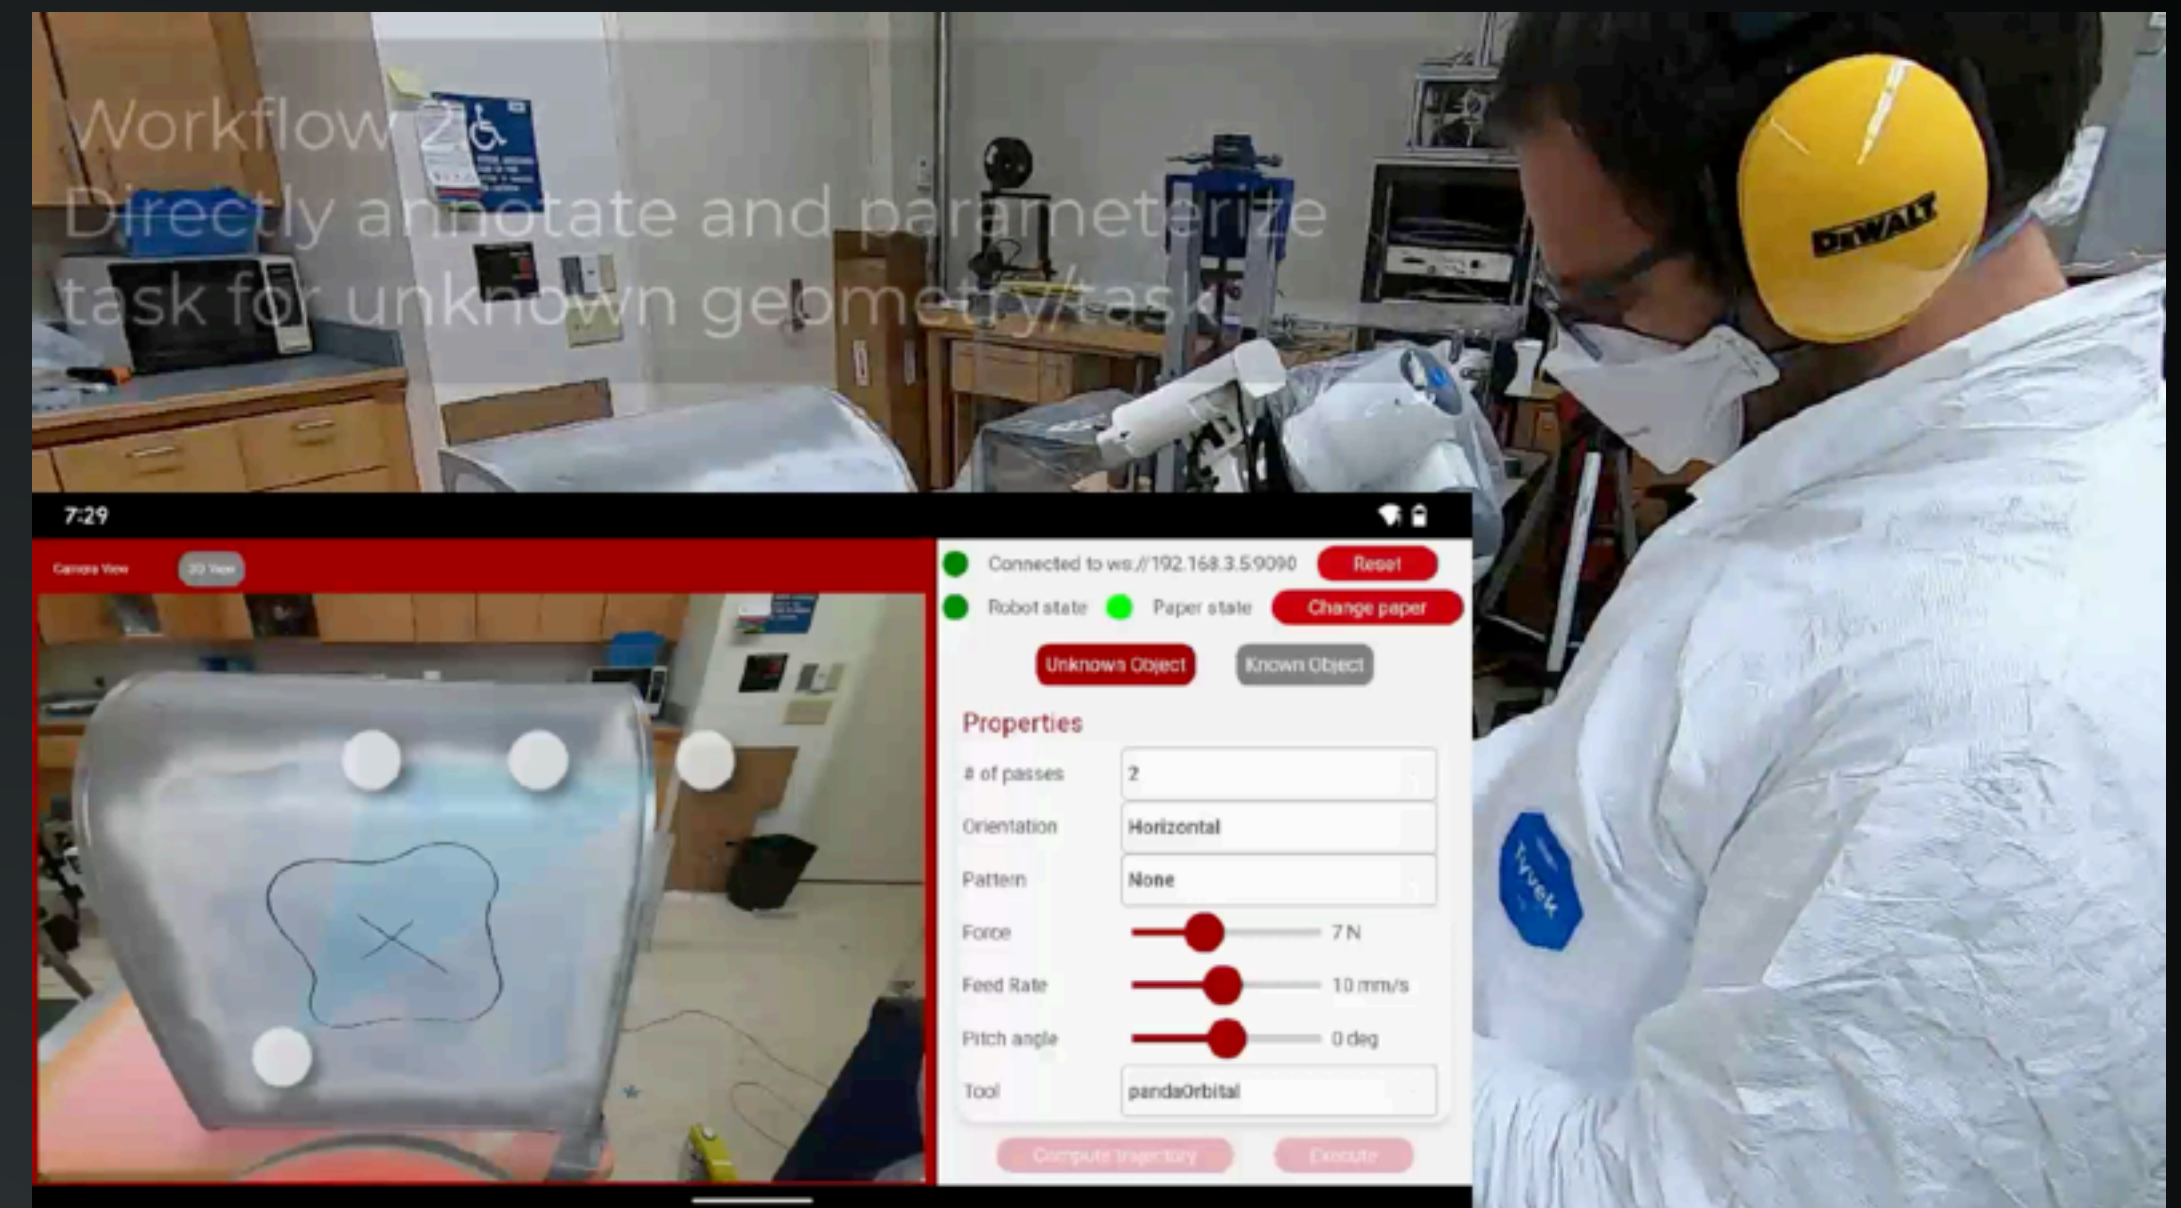 Workflow 2:
Directly annotate and parameterize
task for unknown geometry/task
DEWALT
7:29
Camera View
3D View
Connected to ws://192.168.3.5:9090
Reset
Robot state
Paper state
Change paper
Unknown Object
Known Object
Properties
# of passes
2
Orientation
Horizontal
Pattern
None
Force
7 N
Feed Rate
10 mm/s
Pitch angle
0 deg
Tool
pandaOrbital
Compute trajectory
Execute
Tyvek